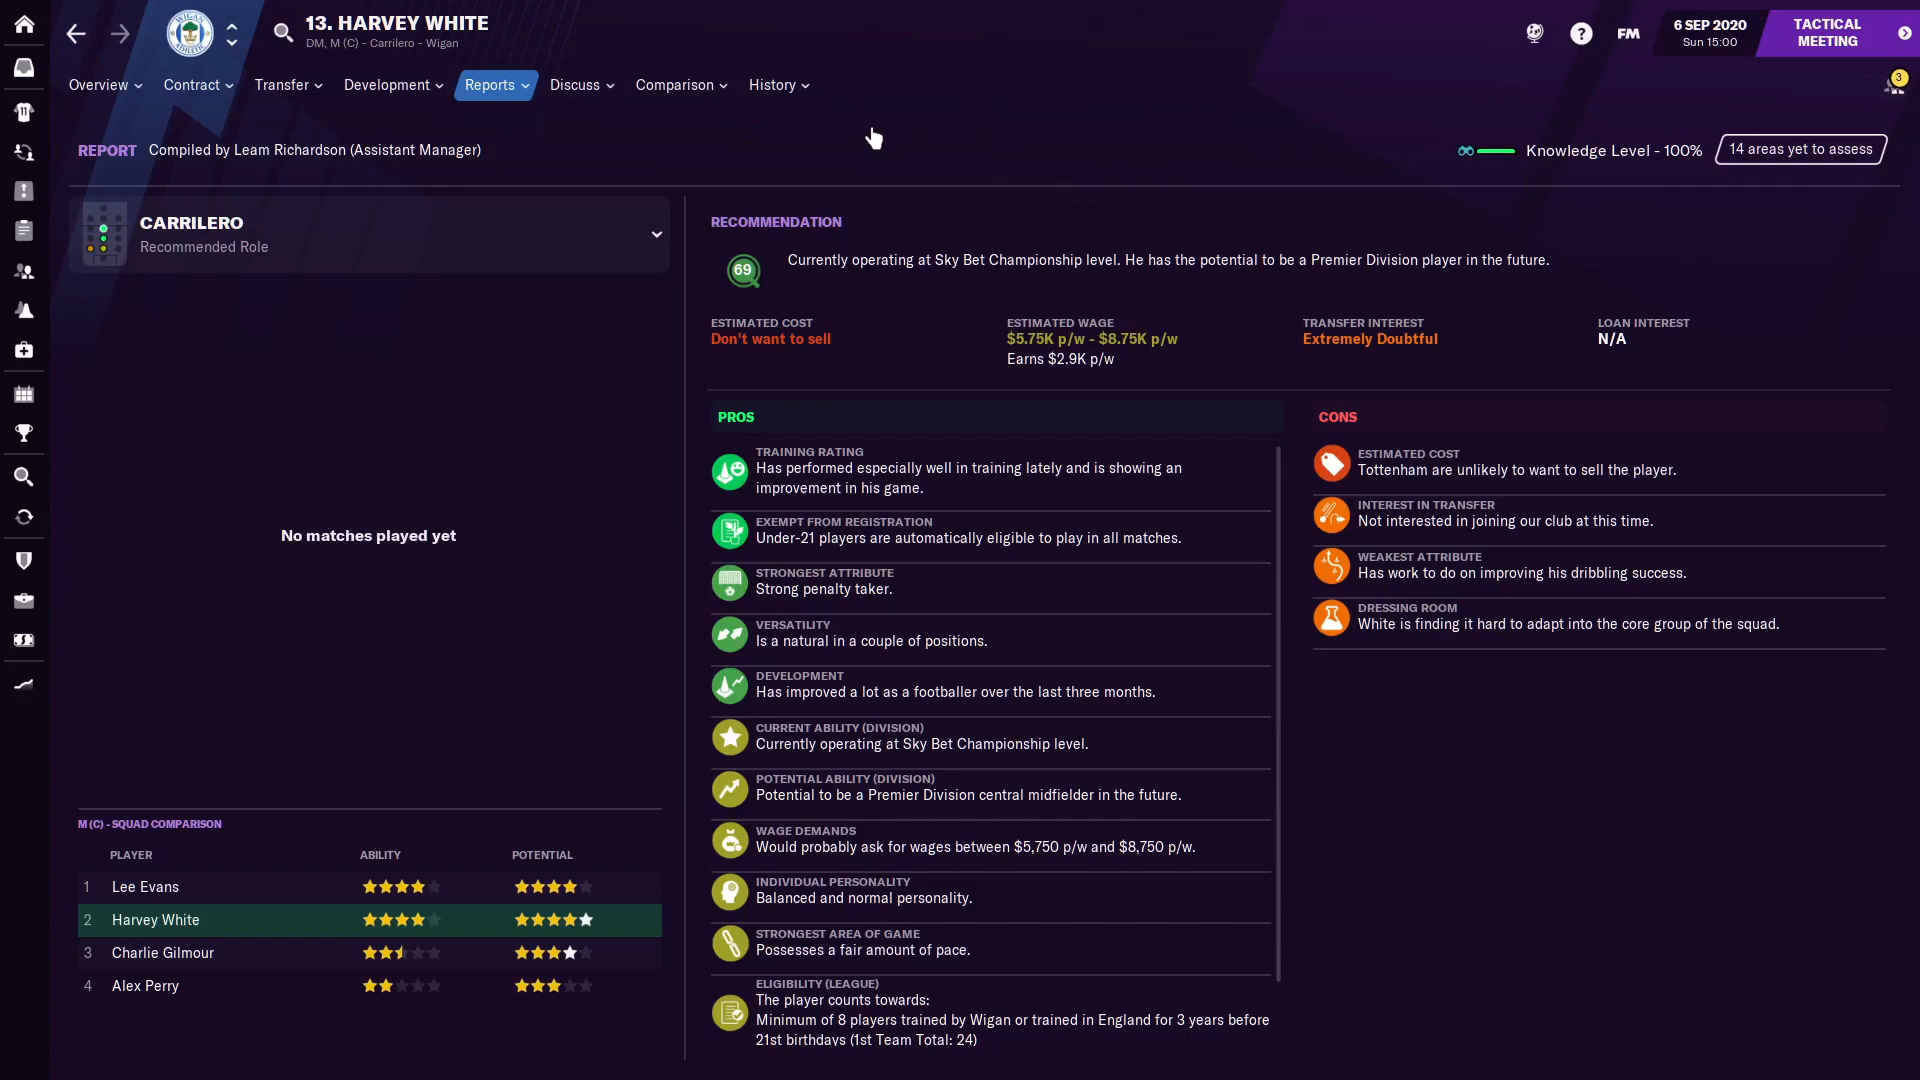 13. HARVEY WHITE
DM, M (C) - Carrilero - Wigan
6 SEP 2020
Sun 15:00
TACTICAL
MEETING
FM
?
3
11
WIGAN
ATHLETIC
Overview
Contract
Transfer
Development
Reports
Discuss
Comparison
History
REPORT Compiled by Leam Richardson (Assistant Manager)
Knowledge Level - 100%
14 areas yet to assess
CARRILERO
Recommended Role
No matches played yet
M (C) - SQUAD COMPARISON
PLAYER ABILITY POTENTIAL
1 Lee Evans
2 Harvey White
3 Charlie Gilmour
4 Alex Perry
RECOMMENDATION
69
Currently operating at Sky Bet Championship level. He has the potential to be a Premier Division player in the future.
ESTIMATED COST
Don't want to sell
ESTIMATED WAGE
$5.75K p/w - $8.75K p/w
Earns $2.9K p/w
TRANSFER INTEREST
Extremely Doubtful
LOAN INTEREST
N/A
PROS
TRAINING RATING
Has performed especially well in training lately and is showing an
improvement in his game.
EXEMPT FROM REGISTRATION
Under-21 players are automatically eligible to play in all matches.
STRONGEST ATTRIBUTE
Strong penalty taker.
VERSATILITY
Is a natural in a couple of positions.
DEVELOPMENT
Has improved a lot as a footballer over the last three months.
CURRENT ABILITY (DIVISION)
Currently operating at Sky Bet Championship level.
POTENTIAL ABILITY (DIVISION)
Potential to be a Premier Division central midfielder in the future.
WAGE DEMANDS
Would probably ask for wages between $5,750 p/w and $8,750 p/w.
INDIVIDUAL PERSONALITY
Balanced and normal personality.
STRONGEST AREA OF GAME
Possesses a fair amount of pace.
ELIGIBILITY (LEAGUE)
The player counts towards:
Minimum of 8 players trained by Wigan or trained in England for 3 years before
21st birthdays (1st Team Total: 24)
CONS
ESTIMATED COST
Tottenham are unlikely to want to sell the player.
INTEREST IN TRANSFER
Not interested in joining our club at this time.
WEAKEST ATTRIBUTE
Has work to do on improving his dribbling success.
DRESSING ROOM
White is finding it hard to adapt into the core group of the squad.